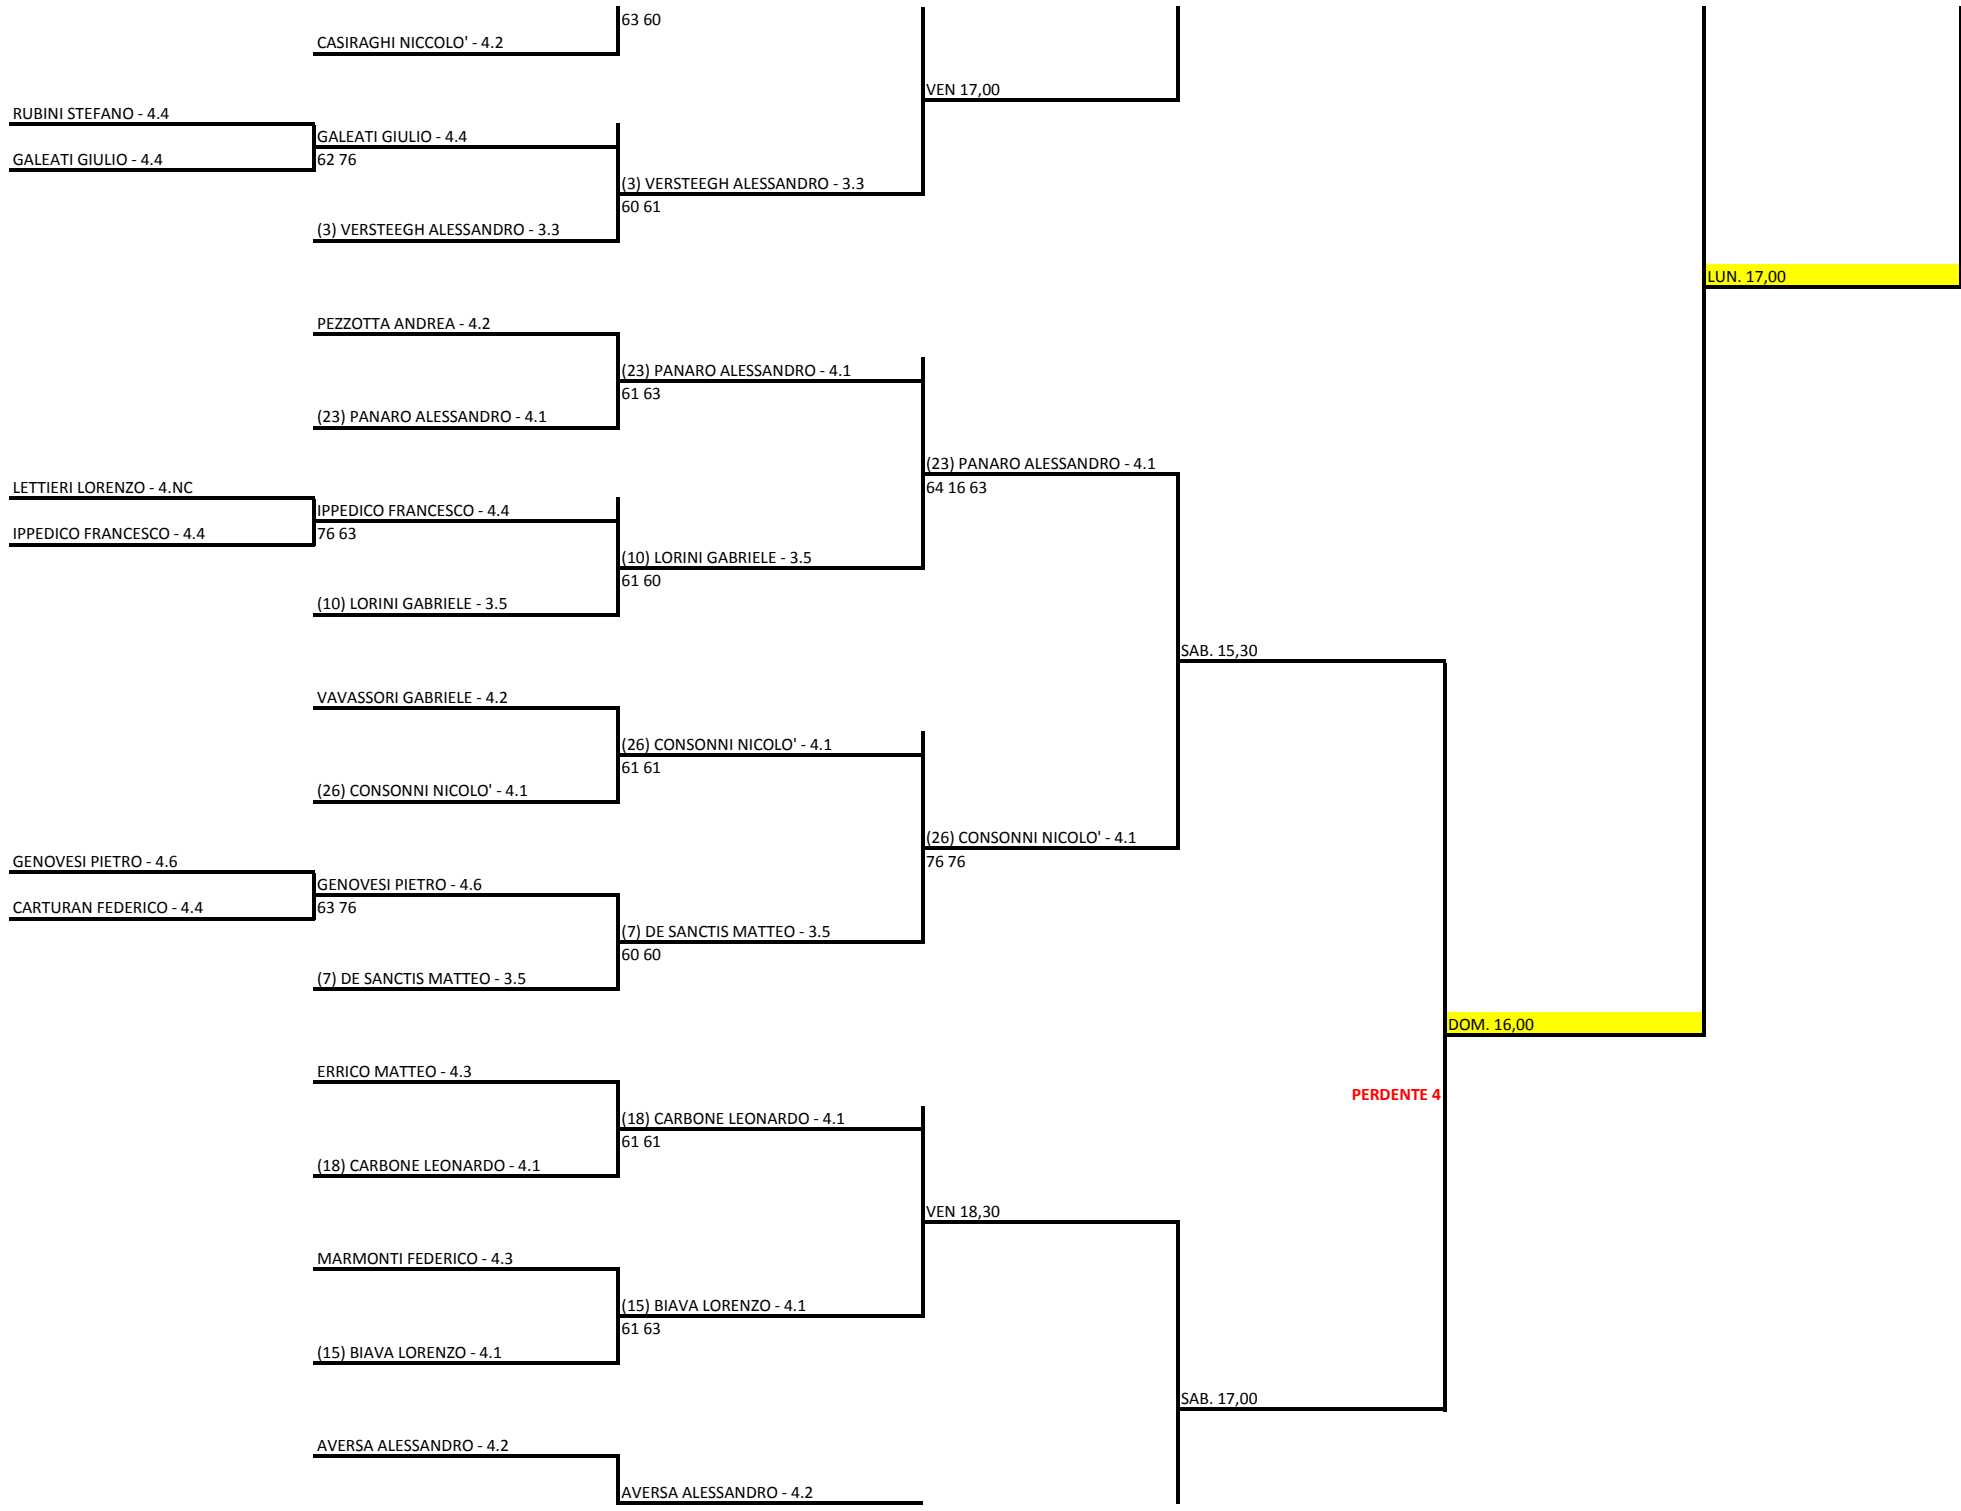 63 60
CASIRAGHI NICCOLO' - 4.2
VEN 17,00
RUBINI STEFANO - 4.4
GALEATI GIULIO - 4.4
GALEATI GIULIO - 4.4
62 76
(3) VERSTEEGH ALESSANDRO - 3.3
60 61
(3) VERSTEEGH ALESSANDRO - 3.3
LUN. 17,00
PEZZOTTA ANDREA - 4.2
(23) PANARO ALESSANDRO - 4.1
61 63
(23) PANARO ALESSANDRO - 4.1
(23) PANARO ALESSANDRO - 4.1
64 16 63
LETTIERI LORENZO - 4.NC
IPPEDICO FRANCESCO - 4.4
IPPEDICO FRANCESCO - 4.4
76 63
(10) LORINI GABRIELE - 3.5
61 60
(10) LORINI GABRIELE - 3.5
SAB. 15,30
VAVASSORI GABRIELE - 4.2
(26) CONSONNI NICOLO' - 4.1
61 61
(26) CONSONNI NICOLO' - 4.1
(26) CONSONNI NICOLO' - 4.1
76 76
GENOVESI PIETRO - 4.6
GENOVESI PIETRO - 4.6
CARTURAN FEDERICO - 4.4
63 76
(7) DE SANCTIS MATTEO - 3.5
60 60
(7) DE SANCTIS MATTEO - 3.5
DOM. 16,00
ERRICO MATTEO - 4.3
PERDENTE 4
(18) CARBONE LEONARDO - 4.1
61 61
(18) CARBONE LEONARDO - 4.1
VEN 18,30
MARMONTI FEDERICO - 4.3
(15) BIAVA LORENZO - 4.1
61 63
(15) BIAVA LORENZO - 4.1
SAB. 17,00
AVERSA ALESSANDRO - 4.2
AVERSA ALESSANDRO - 4.2